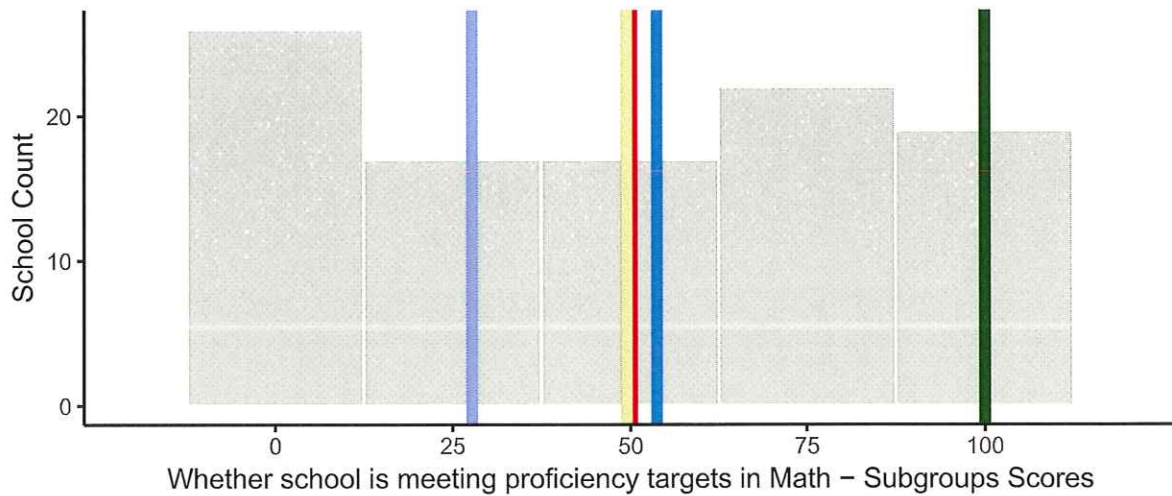 School Count
20
10
0
0 25 50 75 100
Whether school is meeting proficiency targets in Math − Subgroups Scores